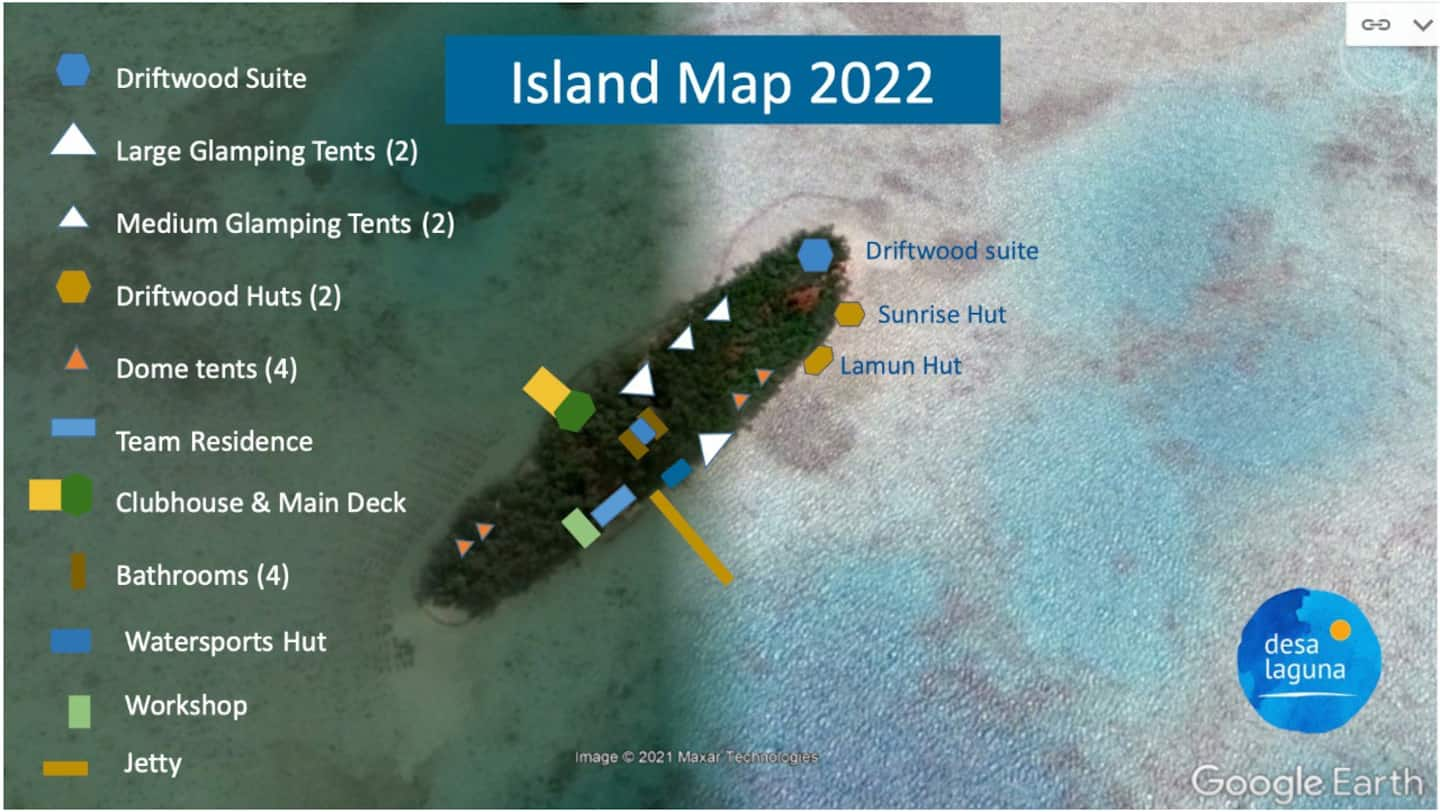 Island Map 2022
Driftwood Suite
Large Glamping Tents (2)
Medium Glamping Tents (2)
Driftwood Huts (2)
Dome tents (4)
Team Residence
Clubhouse & Main Deck
Bathrooms (4)
Watersports Hut
Workshop
Jetty
Driftwood suite
Sunrise Hut
Lamun Hut
desa
laguna
Image © 2021 Maxar Technologies
Google Earth